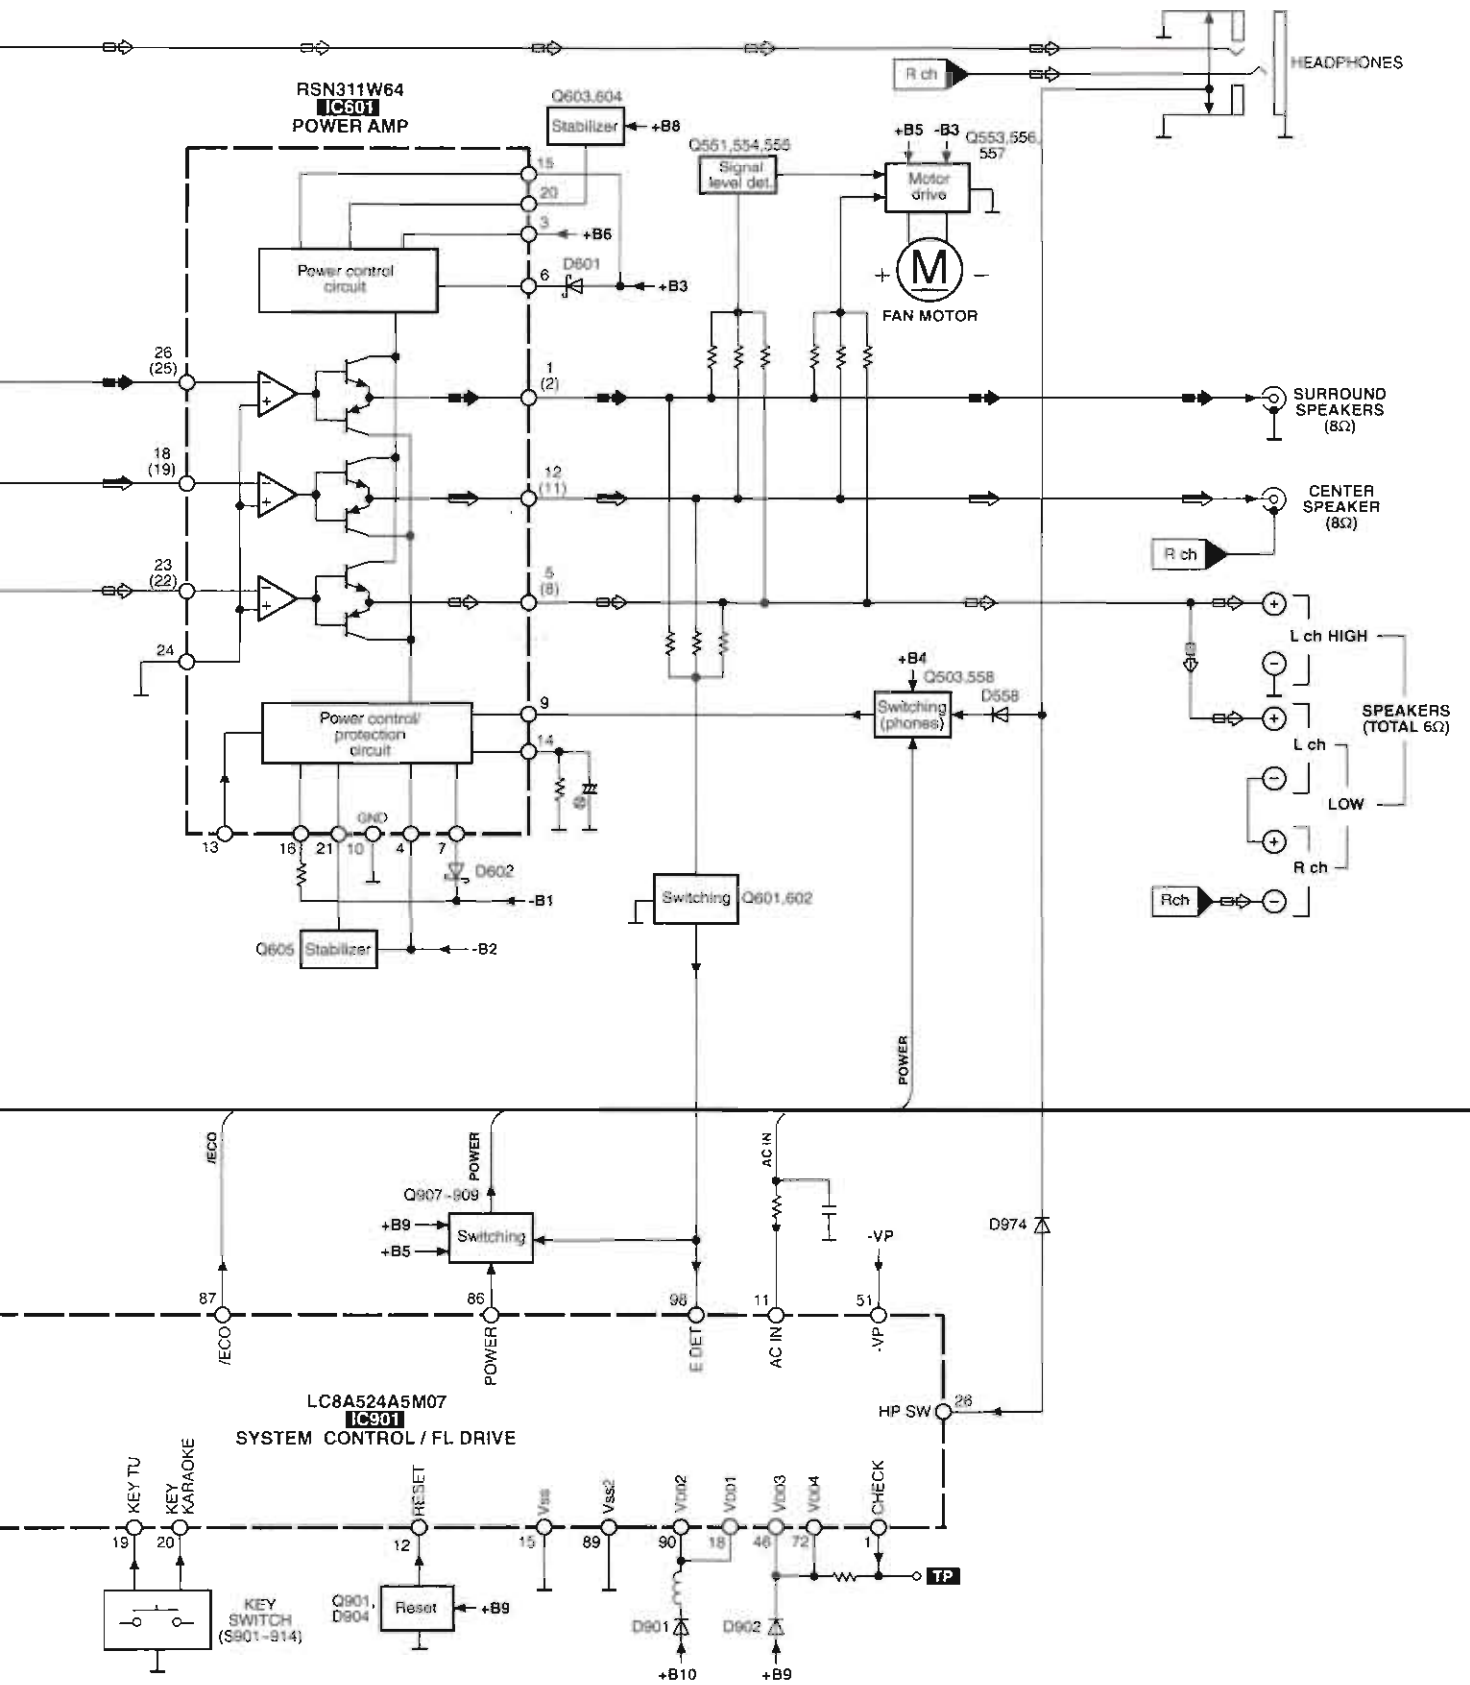 HEADPHONES
R ch
RSN311W64
IC601
POWER AMP
Q603,604
Stabilizer
+B8
Q551,554,555
Signal
level det.
+B5 -B3
Q553,556,
557
Motor
drive
M
+ -
FAN MOTOR
15
20
3
+B6
6
D601
+B3
Power control
circuit
26
(25)
1
(2)
SURROUND
SPEAKERS
(8Ω)
- +
18
(19)
12
(11)
CENTER
SPEAKER
(8Ω)
- +
R ch
23
(22)
5
(8)
- +
24
+
L ch HIGH
-
+
L ch
-
LOW
+
R ch
-
Rch
SPEAKERS
(TOTAL 6Ω)
+B4
Q503,558
Switching
(phones)
D558
9
14
Power control/
protection
circuit
GND
13
16
21
10
4
7
D602
-B1
Q605
Stabilizer
-B2
Switching
Q601,602
POWER
/ECO
POWER
AC IN
Q907~909
+B9
+B5
Switching
-VP
D974
87
86
98
11
51
/ECO
POWER
E DET
AC IN
-VP
LC8A524A5M07
IC901
SYSTEM CONTROL / FL DRIVE
HP SW
26
KEY TU
KEY
KARAOKE
RESET
Vss
Vss2
VDD2
VDD1
VDD3
VDD4
CHECK
19
20
12
15
89
90
18
46
72
1
TP
KEY
SWITCH
(S901~914)
Q901,
D904
Reset
+B9
D901
+B10
D902
+B9